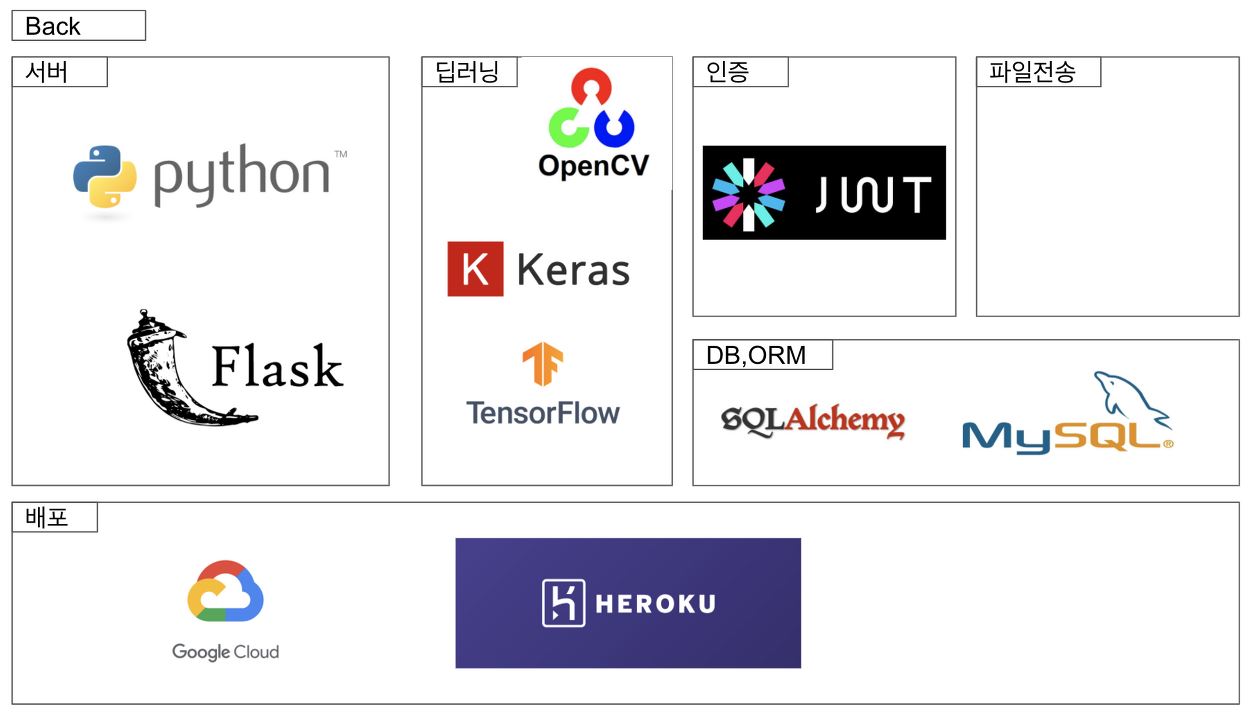 Back
서버
python™
Flask
딥러닝
OpenCV
K Keras
TensorFlow
인증
JWT
파일전송
DB,ORM
SQLAlchemy
MySQL®
배포
Google Cloud
HEROKU